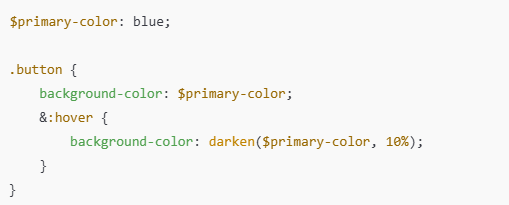 $primary-color: blue;

.button {
    background-color: $primary-color;
    &:hover {
        background-color: darken($primary-color, 10%);
    }
}